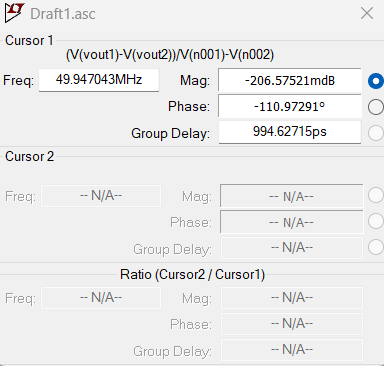 Draft1.asc
Cursor 1
(V(vout1)-V(vout2))/V(n001)-V(n002)
Freq: 49.947043MHz Mag: -206.57521mdB
Phase: -110.97291º
Group Delay: 994.62715ps
Cursor 2
Freq: -- N/A-- Mag: -- N/A--
Phase: -- N/A--
Group Delay: -- N/A--
Ratio (Cursor2 / Cursor1)
Freq: -- N/A-- Mag: -- N/A--
Phase: -- N/A--
Group Delay: -- N/A--